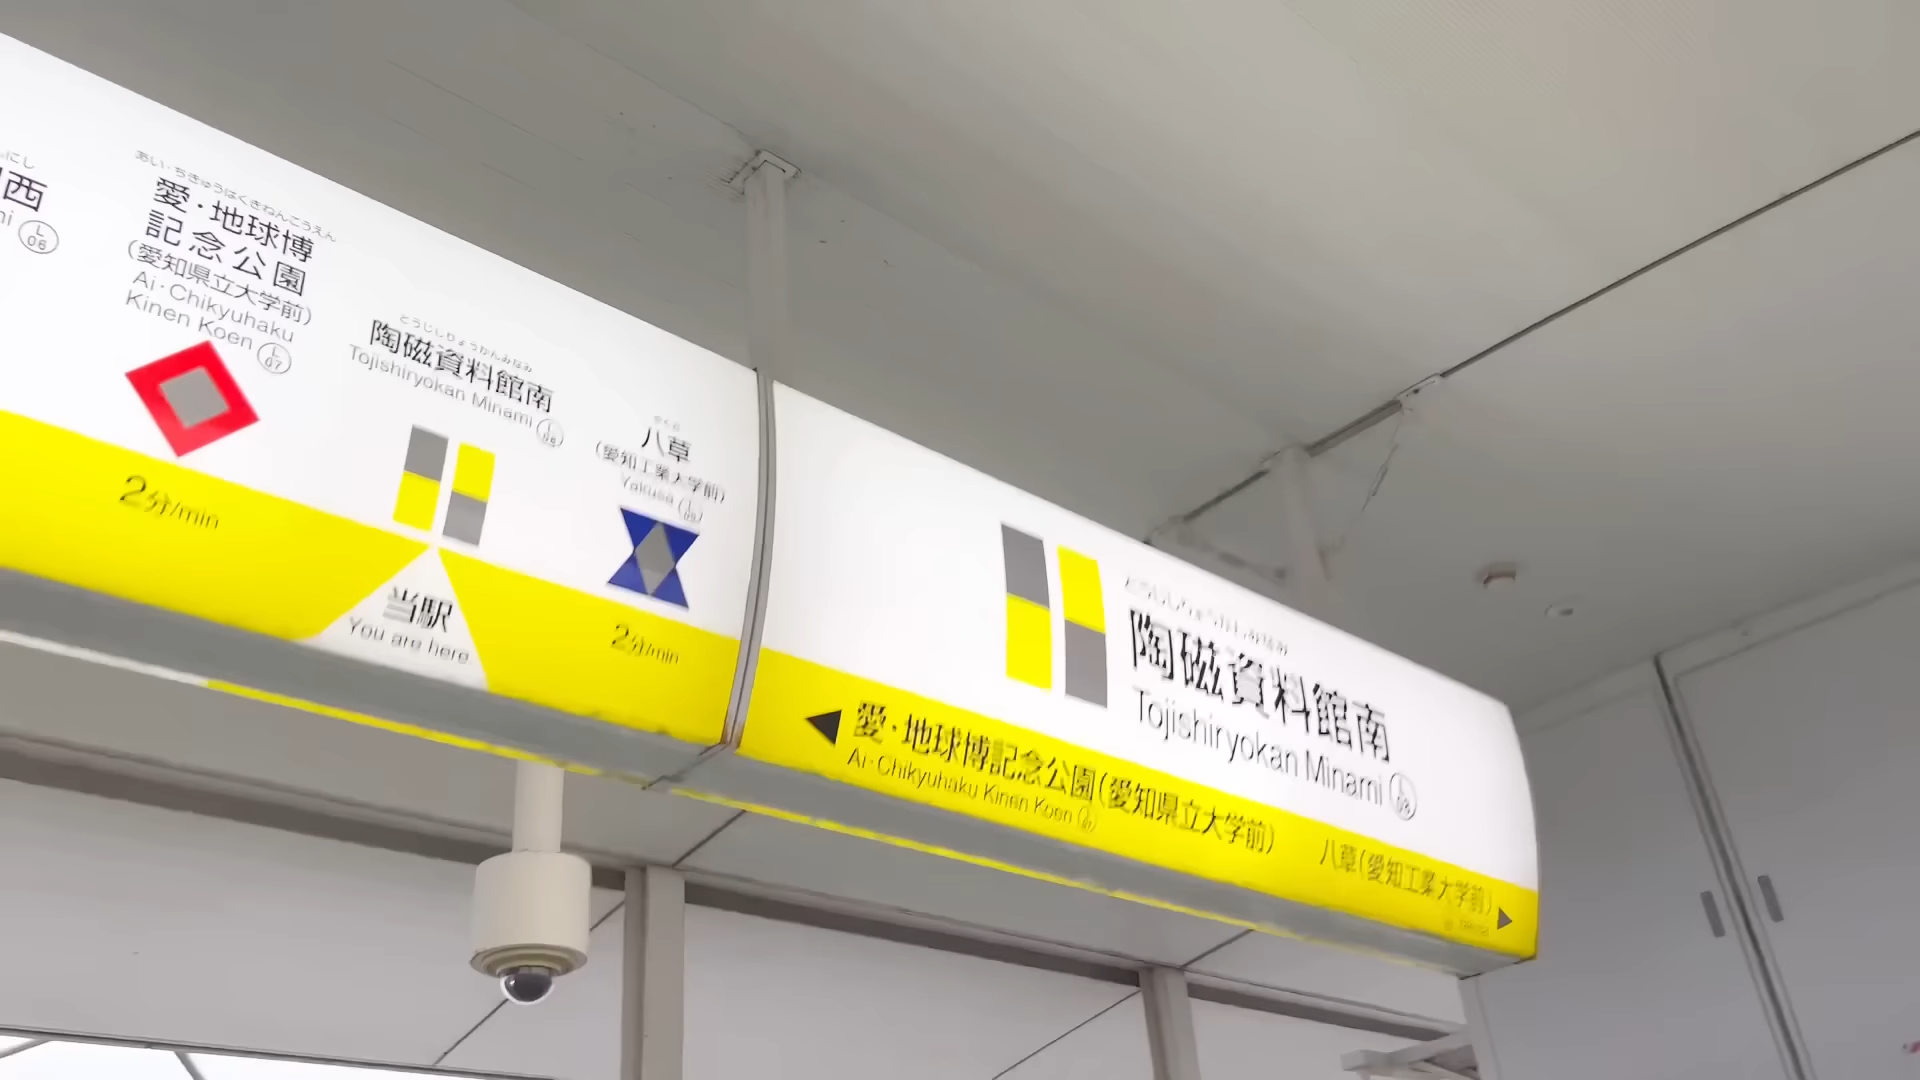 にし
西
L
06
あい・ちきゅうはくきねんこうえん
愛・地球博
記念公園
(愛知県立大学前)
Ai・Chikyuhaku
Kinen Koen
L
07
とうじしりょうかんみなみ
陶磁資料館南
Tojishiryokan Minami
L
08
やくさ
八草
(愛知工業大学前)
Yakusa
L
09
2分/min
当駅
You are here.
2分/min
とうじしりょうかんみなみ
陶磁資料館南
Tojishiryokan Minami
L
08
愛・地球博記念公園(愛知県立大学前)
Ai・Chikyuhaku Kinen Koen
L
07
八草(愛知工業大学前)